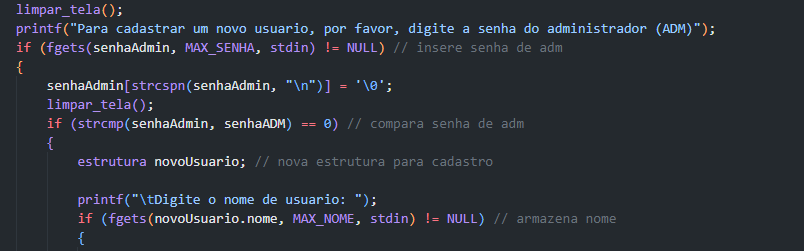 limpar_tela();
printf("Para cadastrar um novo usuario, por favor, digite a senha do administrador (ADM)");
if (fgets(senhaAdmin, MAX_SENHA, stdin) != NULL) // insere senha de adm
{
senhaAdmin[strcspn(senhaAdmin, "\n")] = '\0';
limpar_tela();
if (strcmp(senhaAdmin, senhaADM) == 0) // compara senha de adm
{
estrutura novoUsuario; // nova estrutura para cadastro
printf("\tDigite o nome de usuario: ");
if (fgets(novoUsuario.nome, MAX_NOME, stdin) != NULL) // armazena nome
{